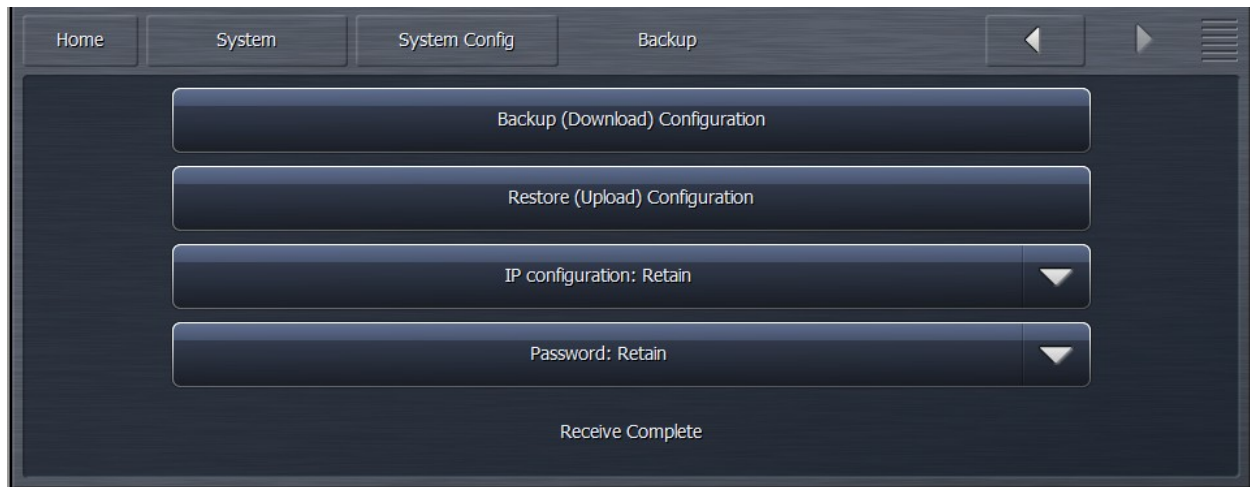 Home System System Config Backup
Backup (Download) Configuration
Restore (Upload) Configuration
IP configuration: Retain
Password: Retain
Receive Complete